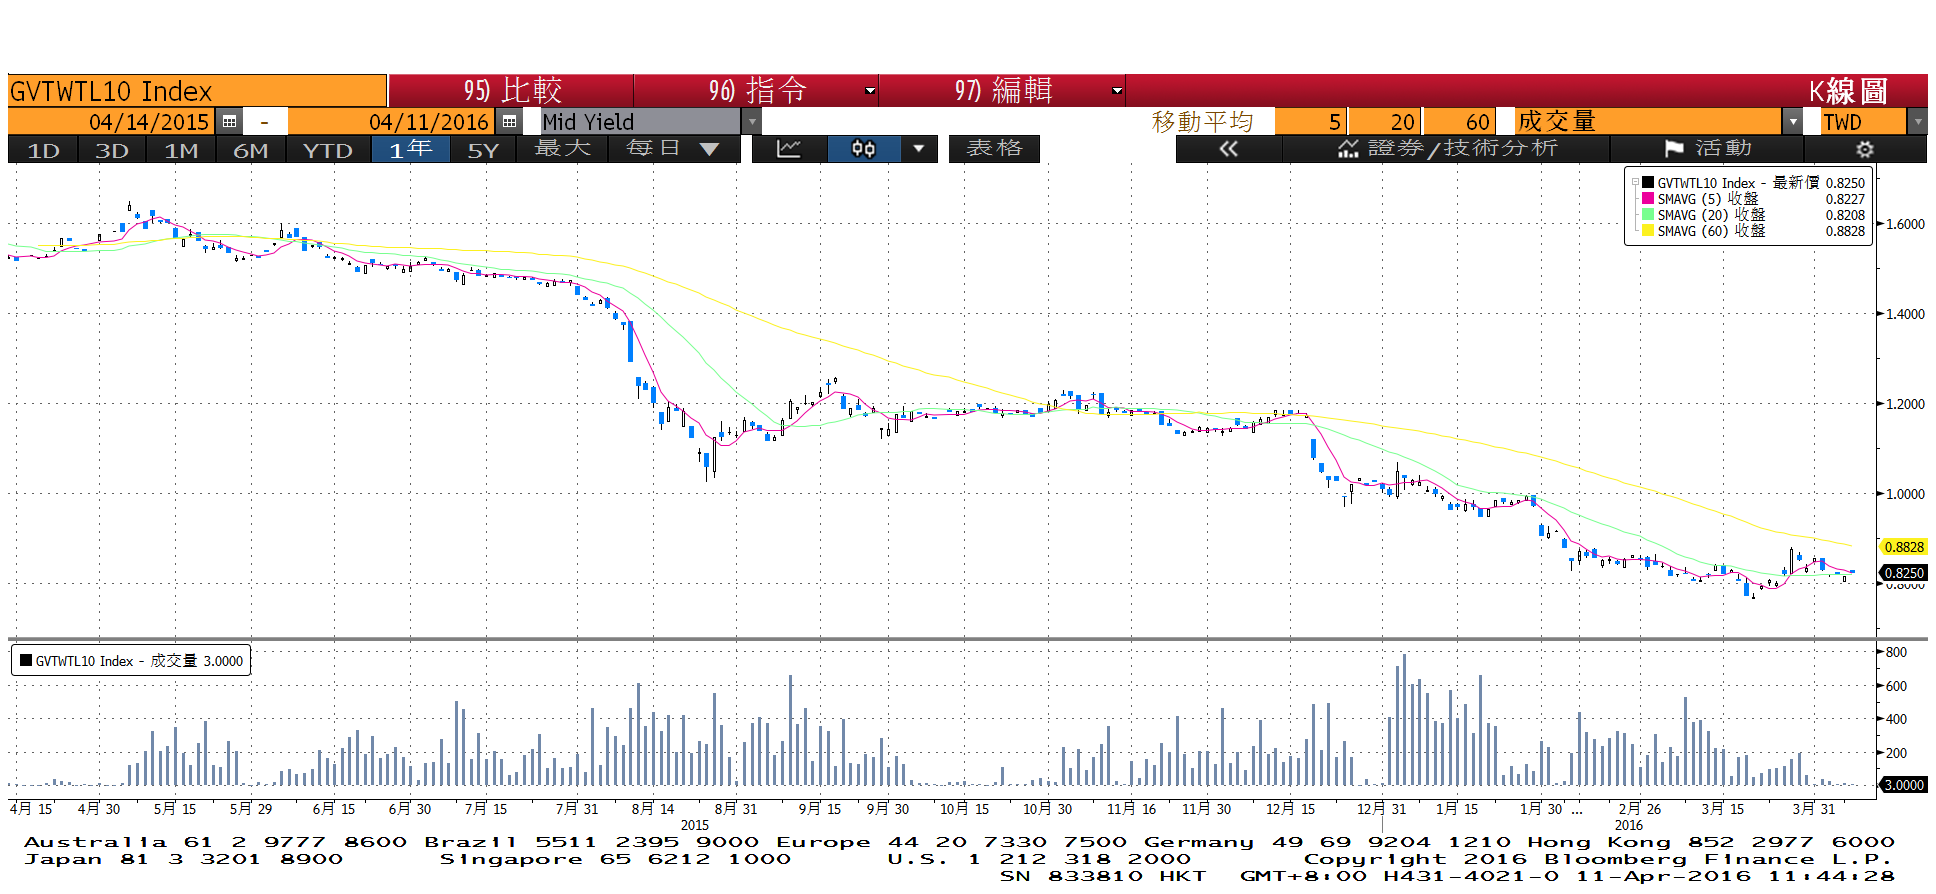 GVTWTL10 Index 95) 比較 96) 指令 97) 編輯 K線圖
04/14/2015 - 04/11/2016 Mid Yield 移動平均 5 20 60 成交量 TWD
1D 3D 1M 6M YTD 1年 5Y 最大 每日 ▼ 表格 « 證券/技術分析 活動
GVTWTL10 Index - 最新價 0.8250
SMAVG (5) 收盤 0.8227
SMAVG (20) 收盤 0.8208
SMAVG (60) 收盤 0.8828
1.6000
1.4000
1.2000
1.0000
0.8828
0.8250
0.8000
GVTWTL10 Index - 成交量 3.0000
800
600
400
200
3.0000
4月 15 4月 30 5月 15 5月 29 6月 15 6月 30 7月 15 7月 31 8月 14 8月 31 9月 15 9月 30 10月 15 10月 30 11月 16 11月 30 12月 15 12月 31 1月 15 1月 30 ... 2月 26 3月 15 3月 31
2015 2016
Australia 61 2 9777 8600 Brazil 5511 2395 9000 Europe 44 20 7330 7500 Germany 49 69 9204 1210 Hong Kong 852 2977 6000
Japan 81 3 3201 8900 Singapore 65 6212 1000 U.S. 1 212 318 2000 Copyright 2016 Bloomberg Finance L.P.
SN 833810 HKT GMT+8:00 H431-4021-0 11-Apr-2016 11:44:28